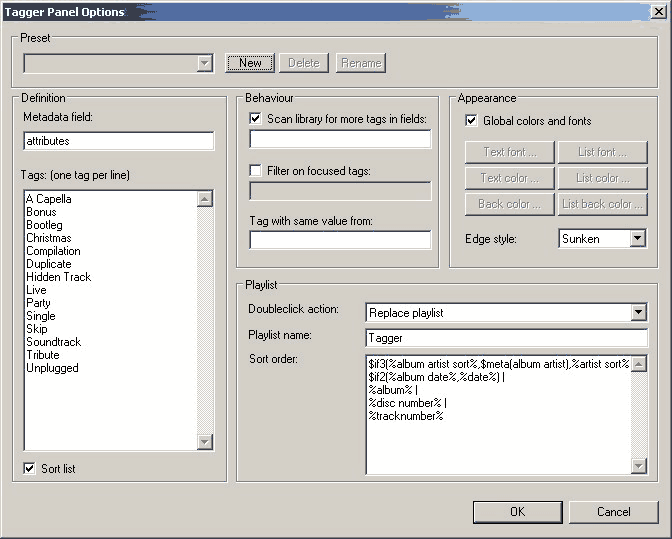 Tagger Panel Options
Preset
New
Delete
Rename
Definition
Metadata field:
attributes
Tags: (one tag per line)
A Capella
Bonus
Bootleg
Christmas
Compilation
Duplicate
Hidden Track
Live
Party
Single
Skip
Soundtrack
Tribute
Unplugged
Sort list
Behaviour
Scan library for more tags in fields:
Filter on focused tags:
Tag with same value from:
Appearance
Global colors and fonts
Text font ...
List font ...
Text color ...
List color ...
Back color ...
List back color ...
Edge style:
Sunken
Playlist
Doubleclick action:
Replace playlist
Playlist name:
Tagger
Sort order:
$if3(%album artist sort%,$meta(album artist),%artist sort%
$if2(%album date%,%date%) |
%album% |
%disc number% |
%tracknumber%
OK
Cancel